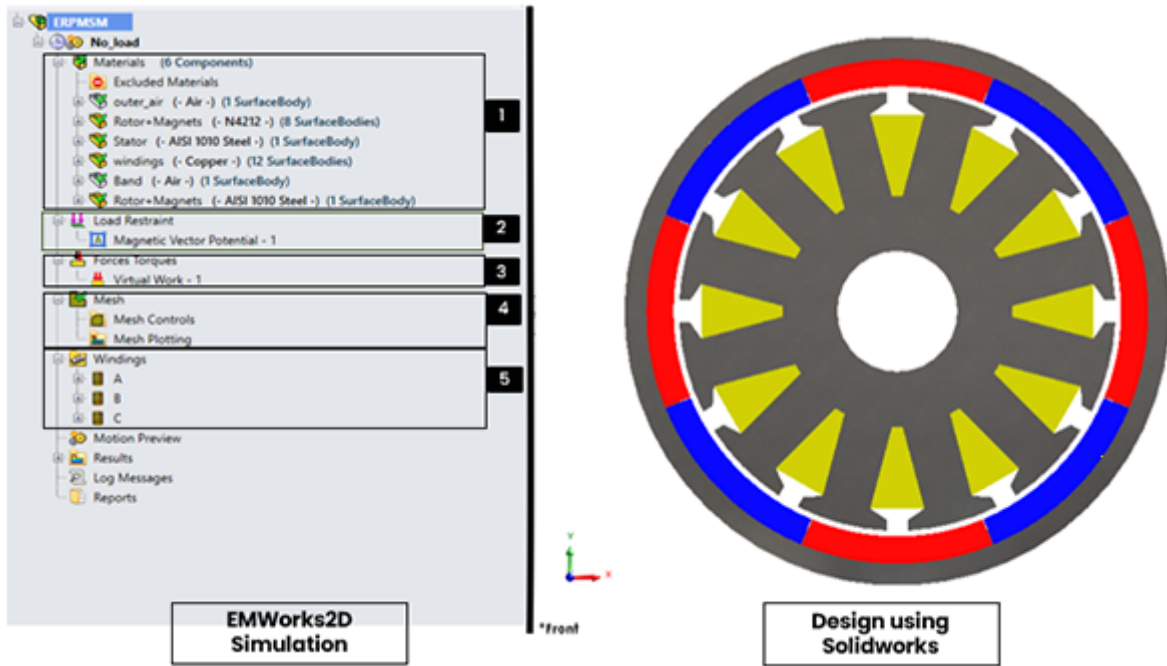 ERPMSM
No_load
Materials (6 Components)
Excluded Materials
outer_air (- Air -) (1 SurfaceBody)
Rotor+Magnets (- N4212 -) (8 SurfaceBodies)
1
Stator (- AISI 1010 Steel -) (1 SurfaceBody)
windings (- Copper -) (12 SurfaceBodies)
Band (- Air -) (1 SurfaceBody)
Rotor+Magnets (- AISI 1010 Steel -) (1 SurfaceBody)
Load Restraint
2
Magnetic Vector Potential - 1
Forces Torques
3
Virtual Work - 1
Mesh
4
Mesh Controls
Mesh Plotting
Windings
A
5
B
C
Motion Preview
Results
Log Messages
Reports
Y
X
*Front
EMWorks2D
Simulation
Design using
Solidworks